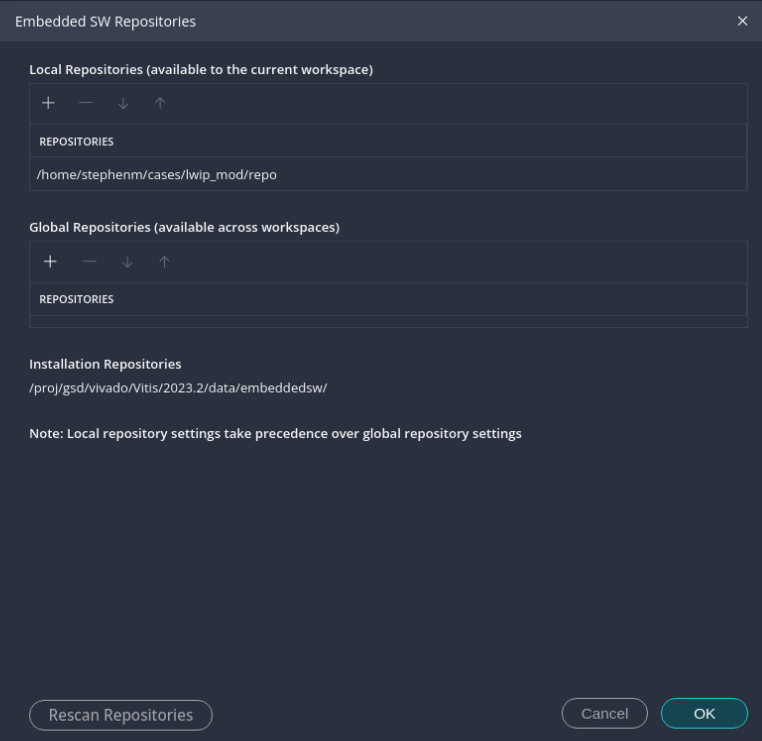 Embedded SW Repositories
Local Repositories (available to the current workspace)
REPOSITORIES
/home/stephenm/cases/lwip_mod/repo
Global Repositories (available across workspaces)
REPOSITORIES
Installation Repositories
/proj/gsd/vivado/Vitis/2023.2/data/embeddedsw/
Note: Local repository settings take precedence over global repository settings
Rescan Repositories
Cancel
OK